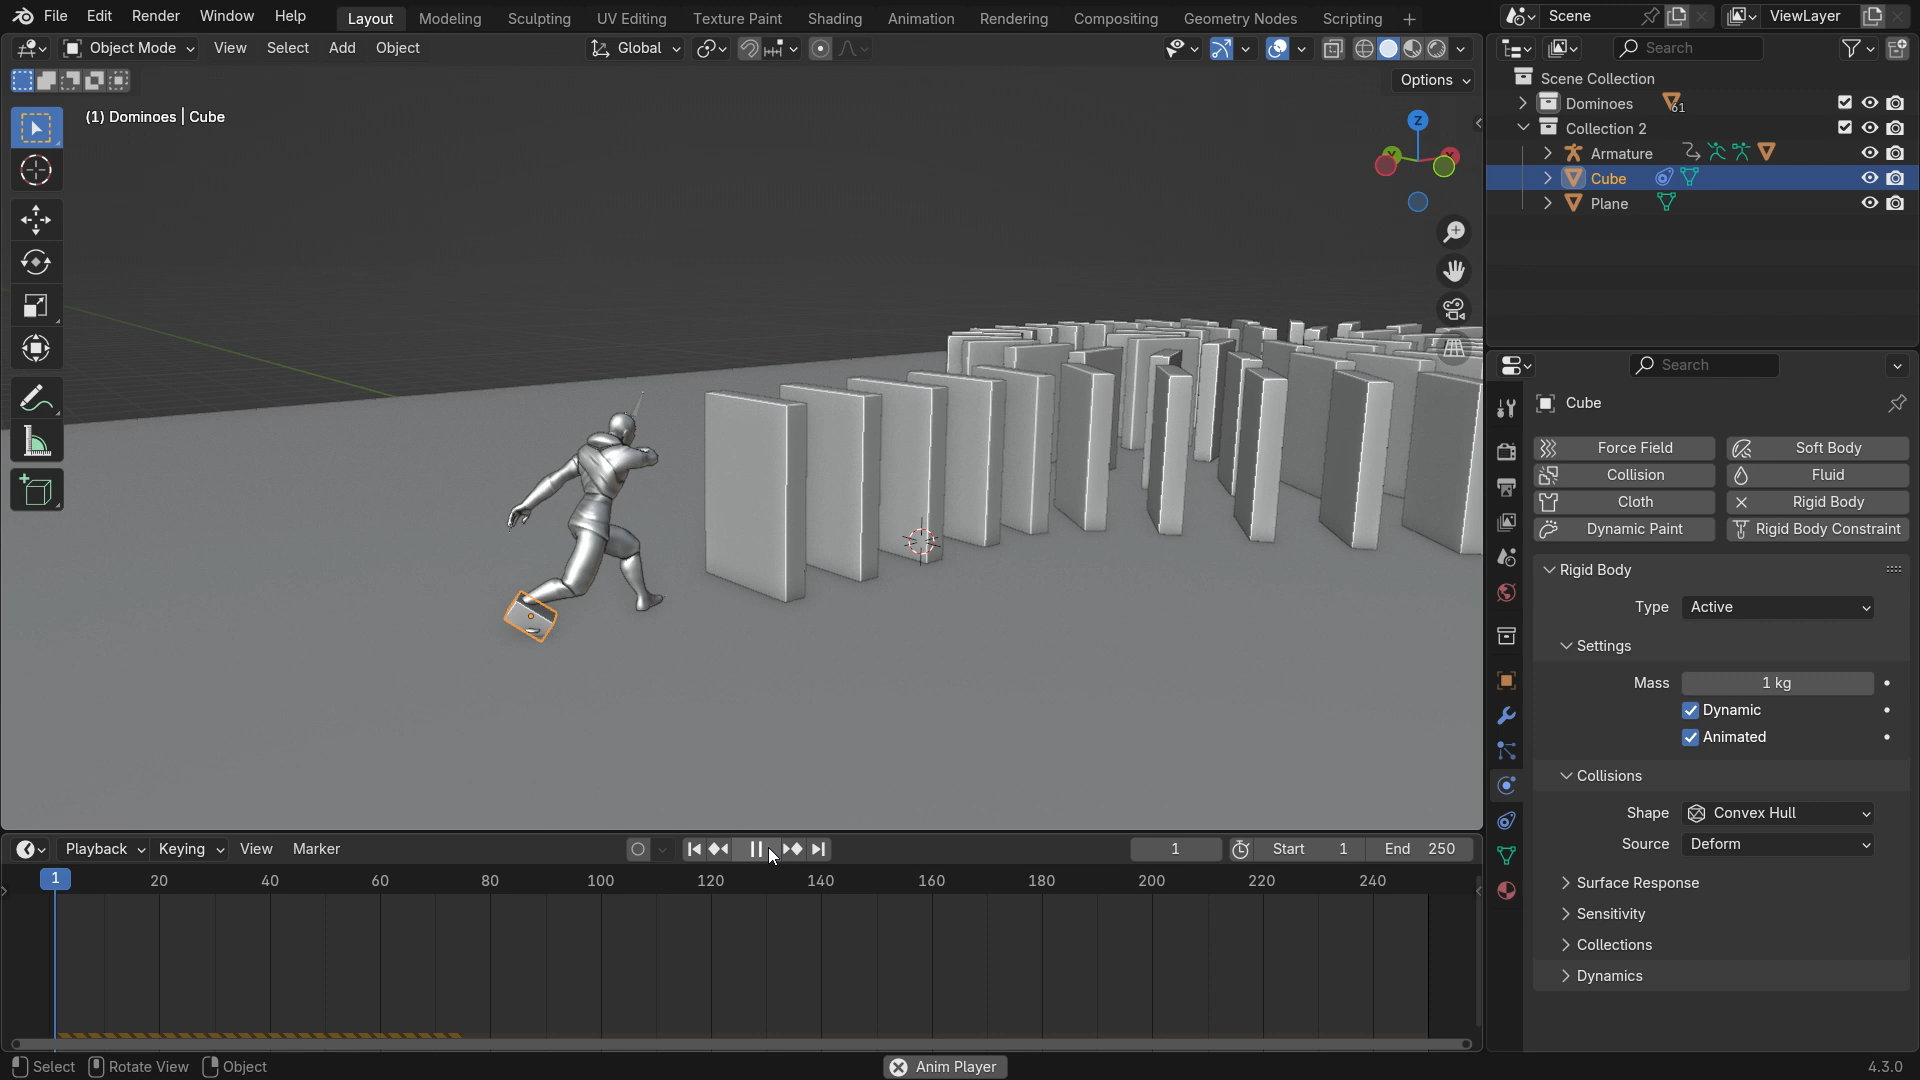 File Edit Render Window Help Layout Modeling Sculpting UV Editing Texture Paint Shading Animation Rendering Compositing Geometry Nodes Scripting + Scene ViewLayer
Object Mode View Select Add Object Global Search
Options
(1) Dominoes | Cube
Z
Scene Collection
Dominoes 61
Collection 2
Armature
Cube
Plane
Search
Cube
Force Field Soft Body
Collision Fluid
Cloth Rigid Body
Dynamic Paint Rigid Body Constraint
Rigid Body
Type Active
Settings
Mass 1 kg
Dynamic
Animated
Collisions
Shape Convex Hull
Source Deform
Surface Response
Sensitivity
Collections
Dynamics
Playback Keying View Marker 1 Start 1 End 250
1 20 40 60 80 100 120 140 160 180 200 220 240
Select Rotate View Object Anim Player 4.3.0